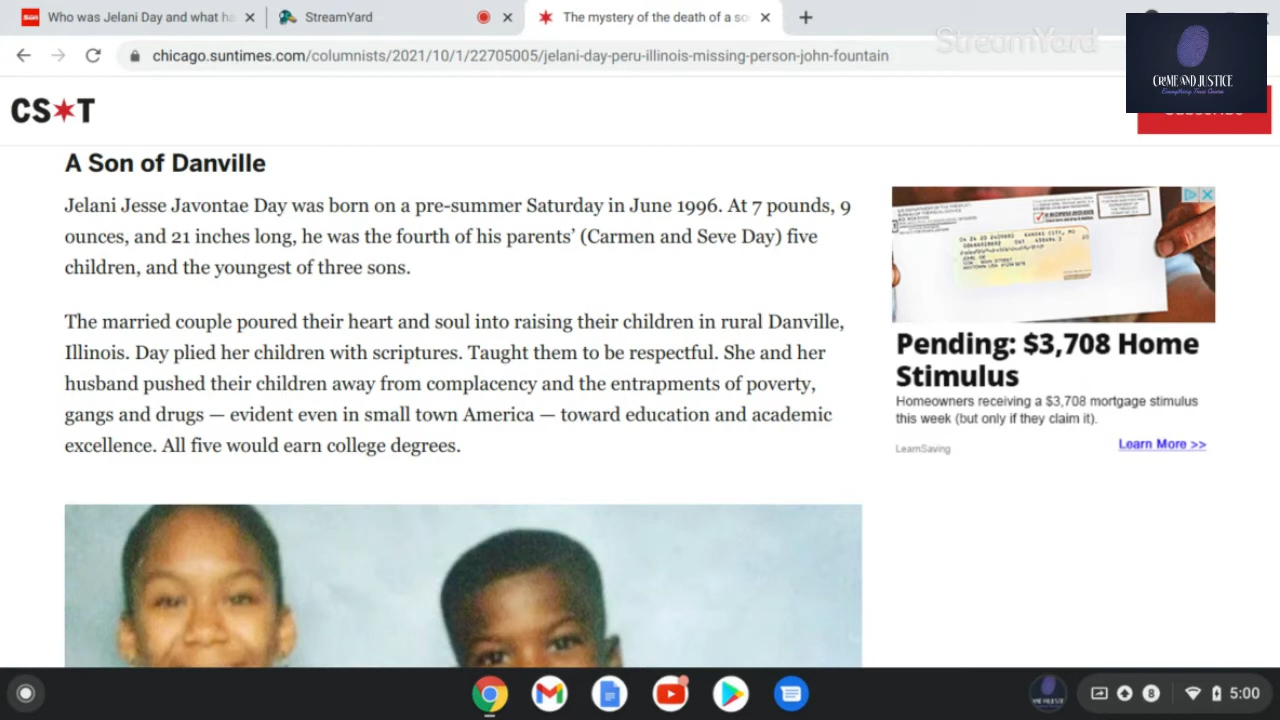 Who was Jelani Day and what ha
StreamYard
The mystery of the death of a so
StreamYard
chicago.suntimes.com/columnists/2021/10/1/22705005/jelani-day-peru-illinois-missing-person-john-fountain
CRIME AND JUSTICE
CS T
A Son of Danville
Jelani Jesse Javontae Day was born on a hot summer Saturday in June 1996. At 7 pounds, 9
ounces, and 21 inches long, he was the fourth of his parents’ (Carmen and Seve Day) five
children, and the youngest of three sons.
The married couple poured their heart and soul into raising their children in rural Danville,
Illinois. Day plied her children with scriptures. Taught them to be respectful. She and her
husband pushed their children away from complacency and the entrapments of poverty,
gangs and drugs — evident even in small town America — toward education and academic
excellence. All five would earn college degrees.
KANSAS CITY, MO
Pending: $3,708 Home
Stimulus
Homeowners receiving a $3,708 mortgage stimulus
this week (but only if they claim it).
LearnSaving
Learn More >>
8
5:00